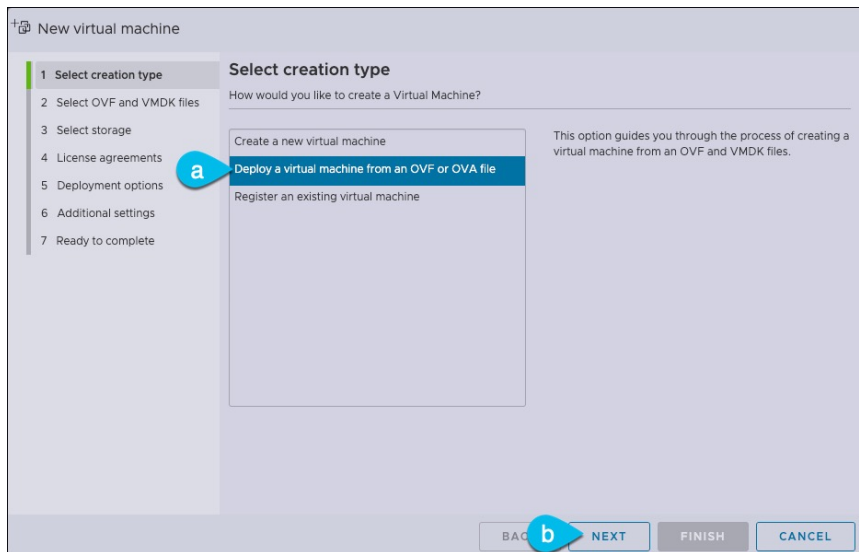 New virtual machine
1 Select creation type
2 Select OVF and VMDK files
3 Select storage
4 License agreements
5 Deployment options
6 Additional settings
7 Ready to complete
Select creation type
How would you like to create a Virtual Machine?
Create a new virtual machine
a
Deploy a virtual machine from an OVF or OVA file
Register an existing virtual machine
This option guides you through the process of creating a
virtual machine from an OVF and VMDK files.
b
NEXT
FINISH
CANCEL